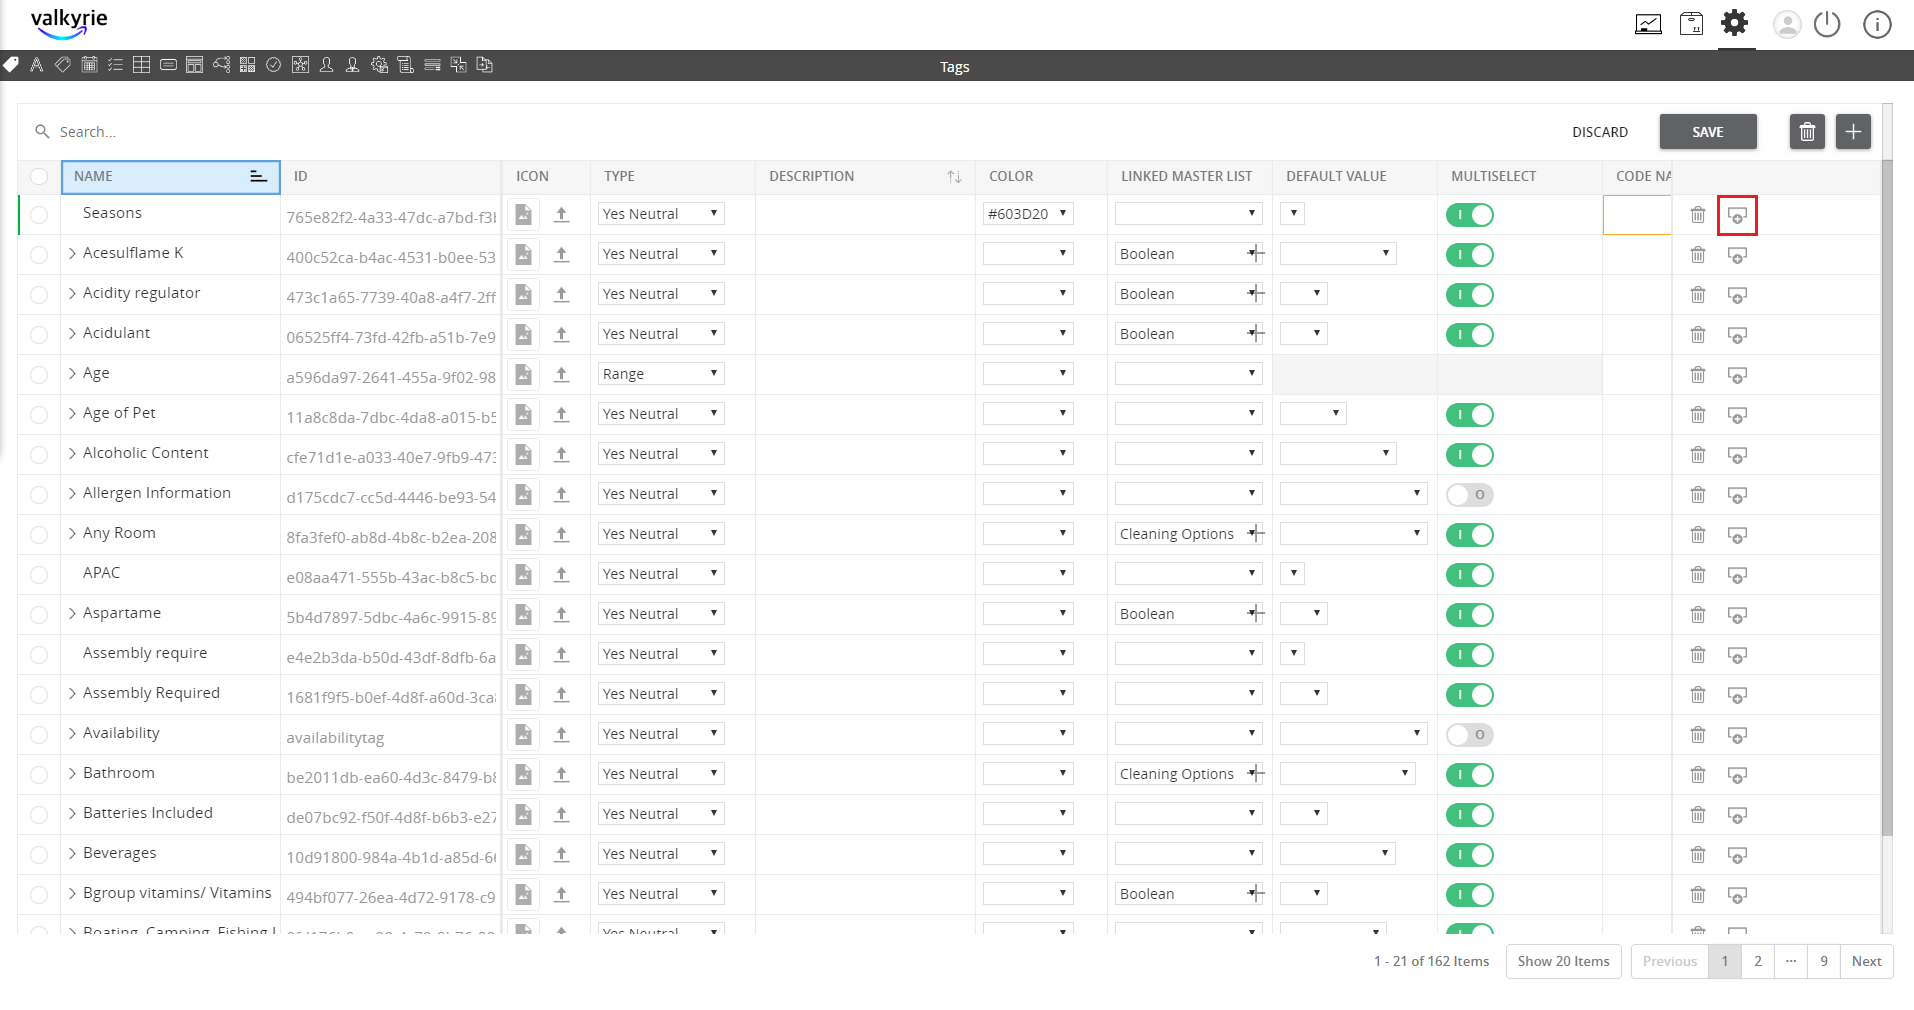 valkyrie
Tags
Search...
DISCARD SAVE
NAME ID ICON TYPE DESCRIPTION COLOR LINKED MASTER LIST DEFAULT VALUE MULTISELECT CODE NA
Seasons 765e82f2-4a33-47dc-a7bd-f3b Yes Neutral #603D20 I
Acesulflame K 400c52ca-b4ac-4531-b0ee-53 Yes Neutral Boolean I
Acidity regulator 473c1a65-7739-40a8-a4f7-2ff Yes Neutral Boolean I
Acidulant 06525ff4-73fd-42fb-a51b-7e9 Yes Neutral Boolean I
Age a596da97-2641-455a-9f02-98 Range
Age of Pet 11a8c8da-7dbc-4da8-a015-b5 Yes Neutral I
Alcoholic Content cfe71d1e-a033-40e7-9fb9-473 Yes Neutral I
Allergen Information d175cdc7-cc5d-4446-be93-54 Yes Neutral O
Any Room 8fa3fef0-ab8d-4b8c-b2ea-208 Yes Neutral Cleaning Options I
APAC e08aa471-555b-43ac-b8c5-bd Yes Neutral I
Aspartame 5b4d7897-5dbc-4a6c-9915-89 Yes Neutral Boolean I
Assembly require e4e2b3da-b50d-43df-8dfb-6a Yes Neutral I
Assembly Required 1681f9f5-b0ef-4d8f-a60d-3ca8 Yes Neutral I
Availability availabilitytag Yes Neutral O
Bathroom be2011db-ea60-4d3c-8479-b8 Yes Neutral Cleaning Options I
Batteries Included de07bc92-f50f-4d8f-b6b3-e27 Yes Neutral I
Beverages 10d91800-984a-4b1d-a85d-66 Yes Neutral I
Bgroup vitamins/ Vitamins 494bf077-26ea-4d72-9178-c9 Yes Neutral Boolean I
Boating, Camping, Fishing Yes Neutral
1 - 21 of 162 Items Show 20 Items Previous 1 2 ... 9 Next